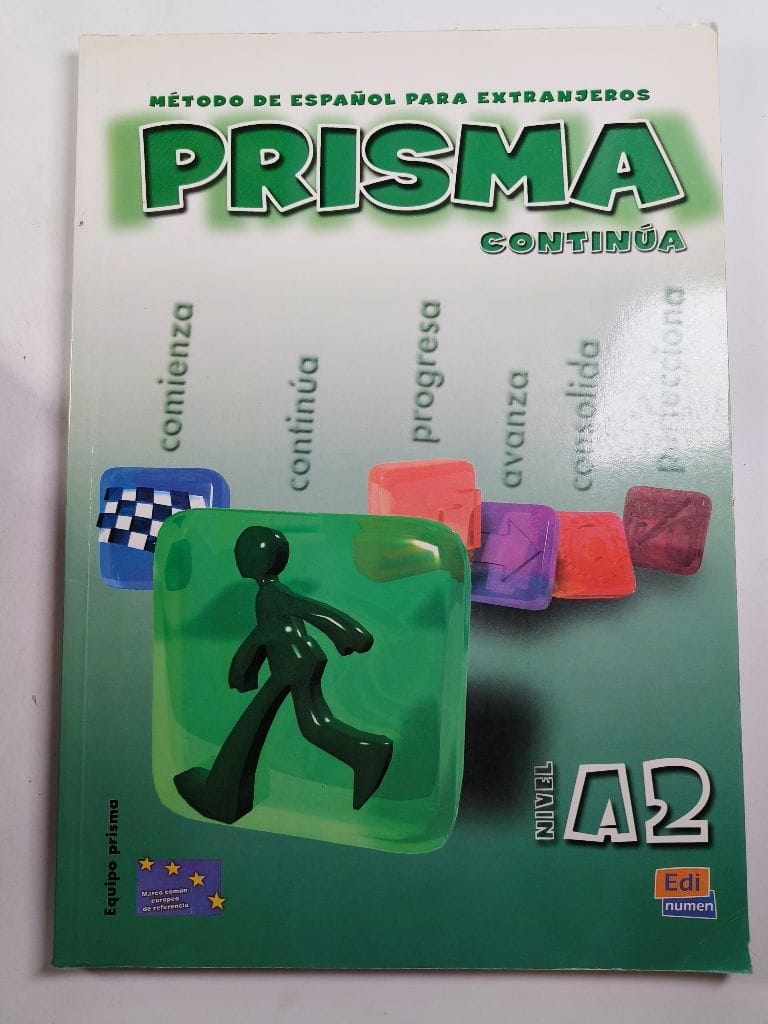 MÉTODO DE ESPAÑOL PARA EXTRANJEROS
PRISMA
CONTINÚA
comienza
continúa
progresa
avanza
consolida
perfecciona
NIVEL
A2
Equipo prisma
Marco común
europeo
de referencia
Edi
numen